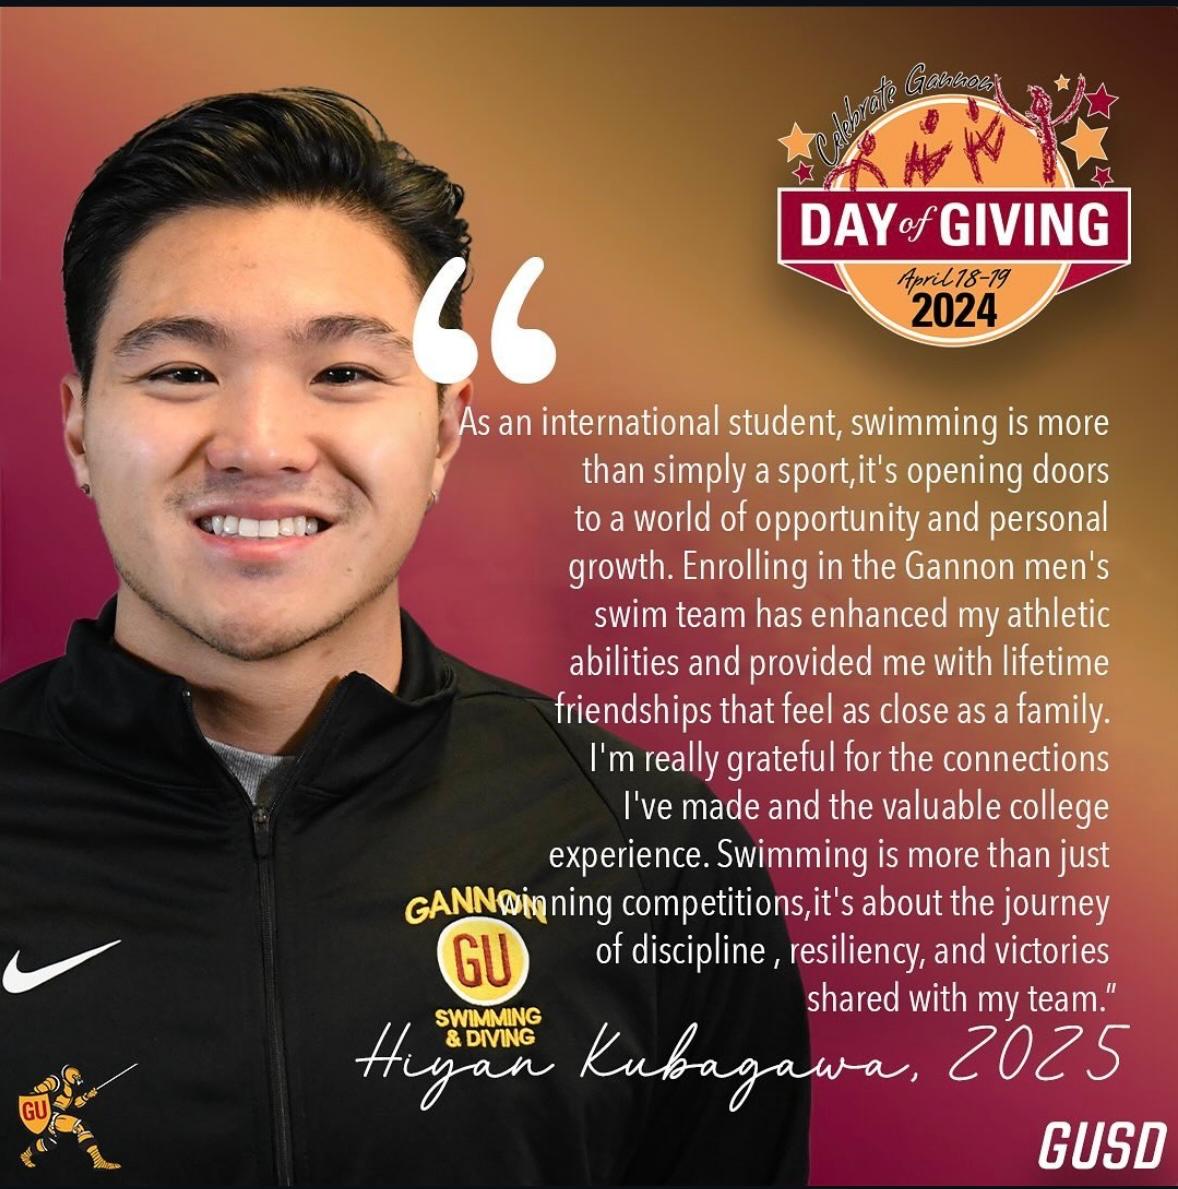 Celebrate Gannon
DAY of GIVING
April 18-19
2024
“
As an international student, swimming is more
than simply a sport,it's opening doors
to a world of opportunity and personal
growth. Enrolling in the Gannon men's
swim team has enhanced my athletic
abilities and provided me with lifetime
friendships that feel as close as a family.
I'm really grateful for the connections
I've made and the valuable college
experience. Swimming is more than just
winning competitions,it's about the journey
of discipline , resiliency, and victories
shared with my team.”
GANNON
GU
SWIMMING
& DIVING
Hiyan Kubagawa, 2025
GU
GUSD